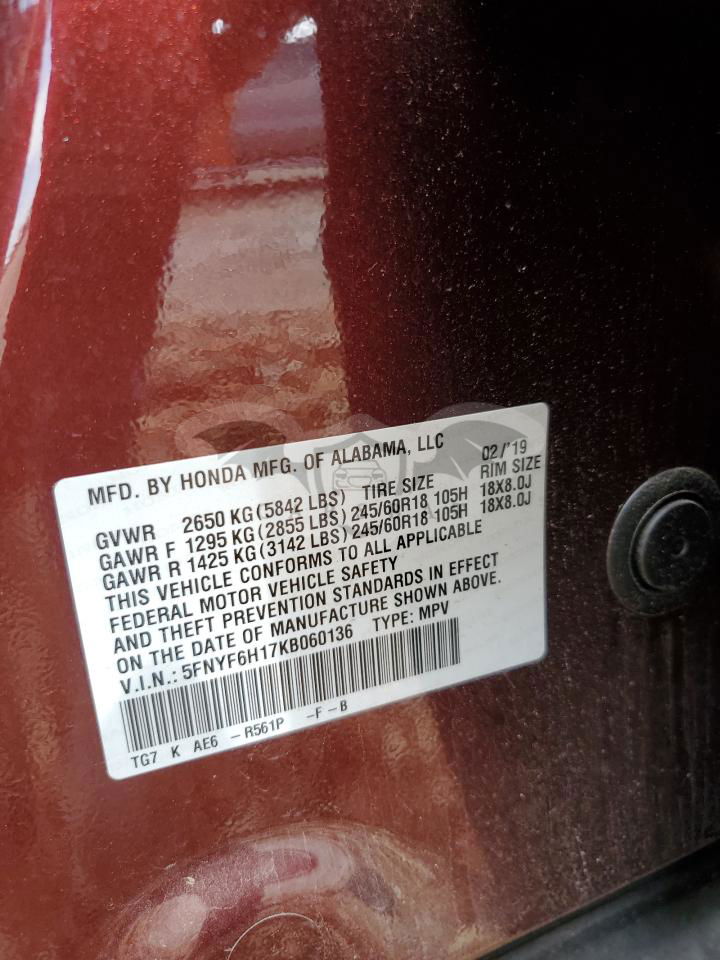 MFD. BY HONDA MFG. OF ALABAMA, LLC 02/'19
GVWR 2650 KG (5842 LBS) TIRE SIZE RIM SIZE
GAWR F 1295 KG (2855 LBS) 245/60R18 105H 18X8.0J
GAWR R 1425 KG (3142 LBS) 245/60R18 105H 18X8.0J
THIS VEHICLE CONFORMS TO ALL APPLICABLE
FEDERAL MOTOR VEHICLE SAFETY
AND THEFT PREVENTION STANDARDS IN EFFECT
ON THE DATE OF MANUFACTURE SHOWN ABOVE.
V.I.N.: 5FNYF6H17KB060136 TYPE: MPV
TG7 K AE6 -R561P -F-B